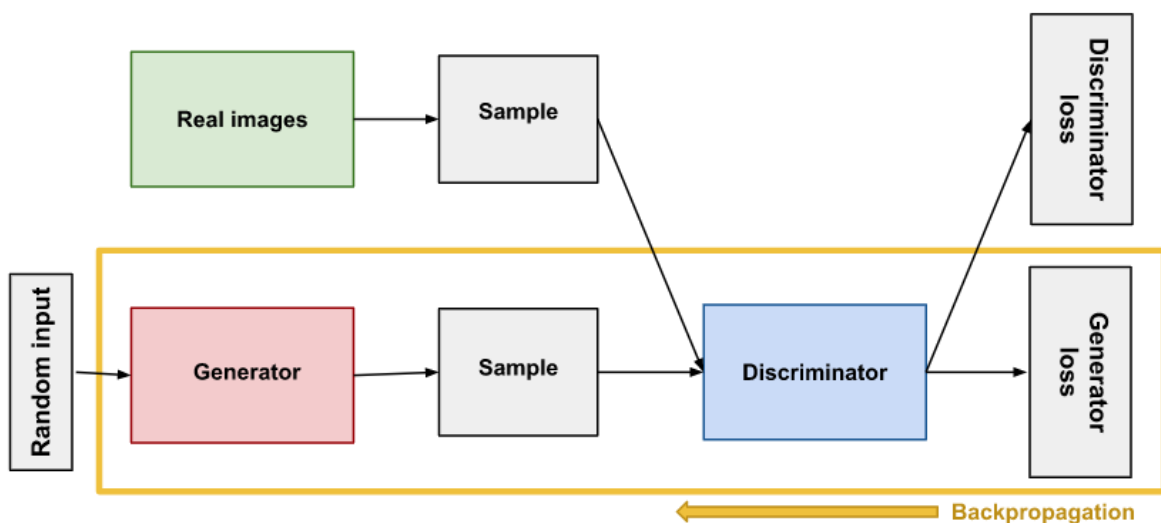 Real images
Sample
Discriminator
loss
Random input
Generator
Sample
Discriminator
Generator
loss
Backpropagation